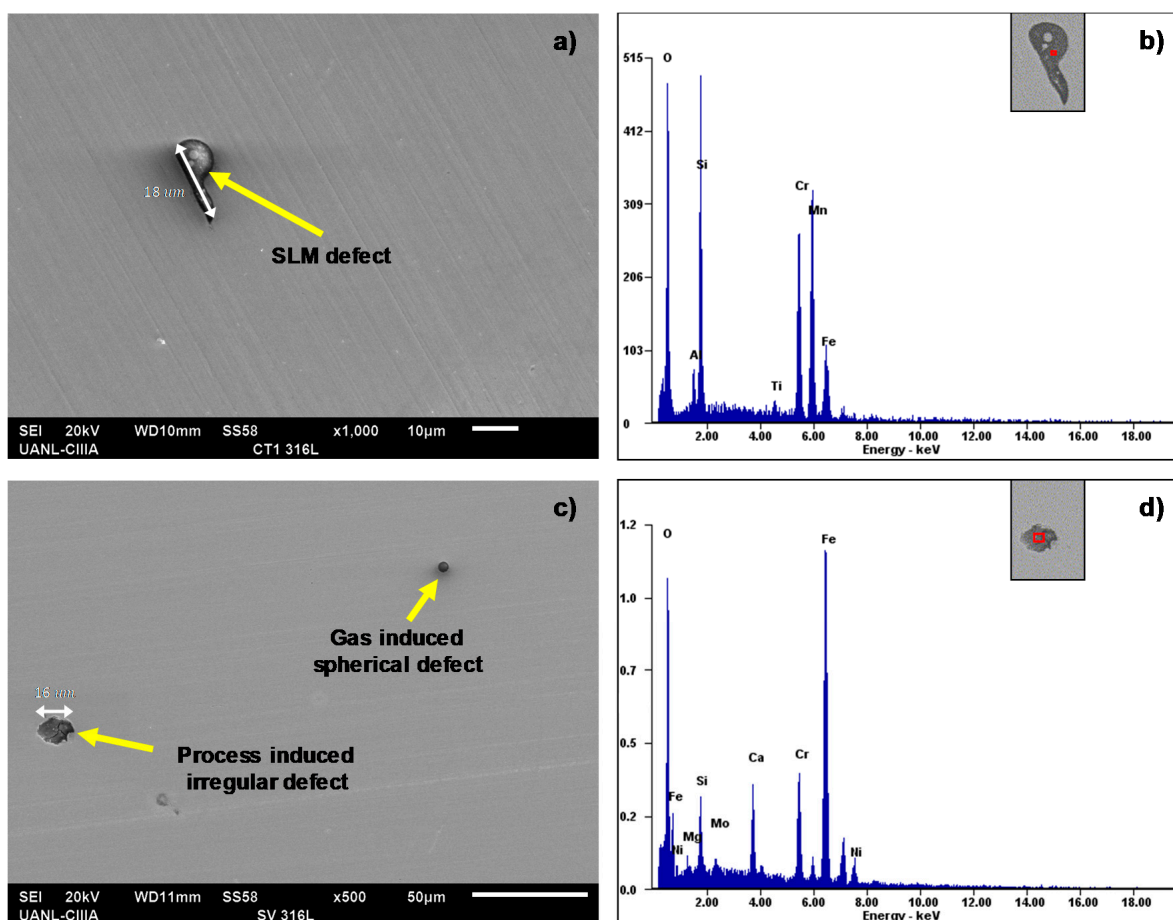 a)
18 um
SLM defect
SEI 20kV WD10mm SS58 x1,000 10µm
UANL-CIIIA CT1 316L
b)
515
412
309
206
103
0
O
Si
Al
Ti
Cr
Mn
Fe
2.00 4.00 6.00 8.00 10.00 12.00 14.00 16.00 18.00
Energy - keV
c)
Gas induced
spherical defect
16 um
Process induced
irregular defect
SEI 20kV WD11mm SS58 x500 50µm
UANL-CIIIA SV 316L
d)
1.2
1.0
0.7
0.5
0.2
0.0
O
Fe
Ni
Mg
Si
Mo
Ca
Cr
Fe
Ni
2.00 4.00 6.00 8.00 10.00 12.00 14.00 16.00 18.00
Energy - keV